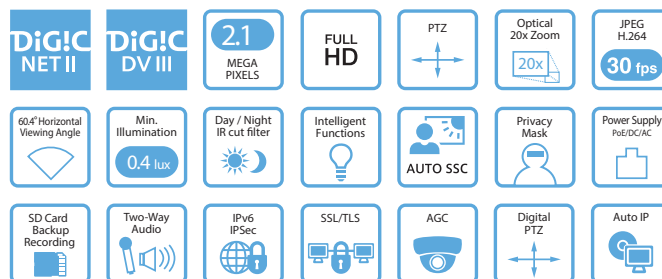 DiG!C
NET II
DiG!C
DV III
2.1
MEGA
PIXELS
FULL
HD
PTZ
Optical
20x Zoom
20x
JPEG
H.264
30 fps
60.4° Horizontal
Viewing Angle
Min.
Illumination
0.4 lux
Day / Night
IR cut filter
Intelligent
Functions
AUTO SSC
Privacy
Mask
Power Supply
PoE/DC/AC
SD Card
Backup
Recording
Two-Way
Audio
IPv6
IPSec
SSL/TLS
AGC
Digital
PTZ
Auto IP